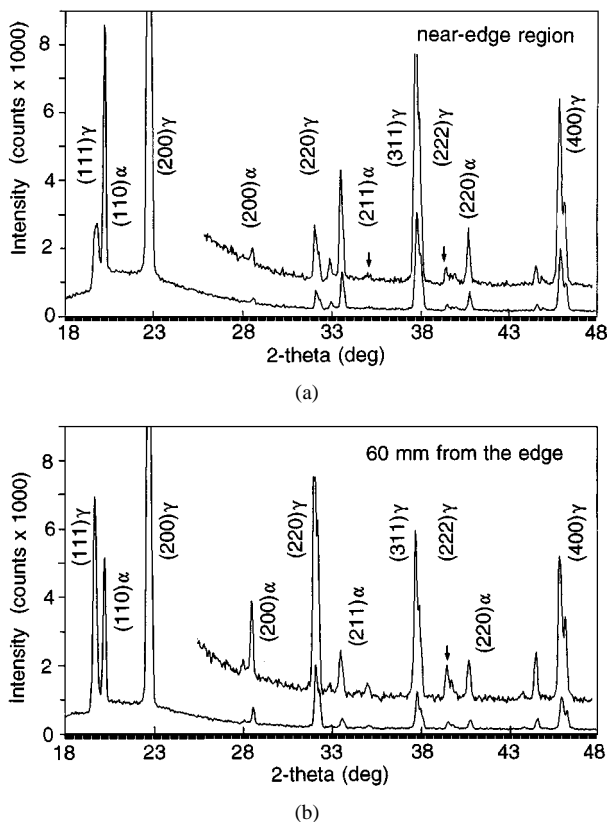 near-edge region
Intensity (counts x 1000)
8
6
4
2
0
(111)γ
(110)α
(200)γ
(200)α
(220)γ
(211)α
(311)γ
(222)γ
(220)α
(400)γ
18 23 28 33 38 43 48
2-theta (deg)
(a)
60 mm from the edge
Intensity (counts x 1000)
8
6
4
2
0
(111)γ
(110)α
(200)γ
(200)α
(220)γ
(211)α
(311)γ
(222)γ
(220)α
(400)γ
18 23 28 33 38 43 48
2-theta (deg)
(b)